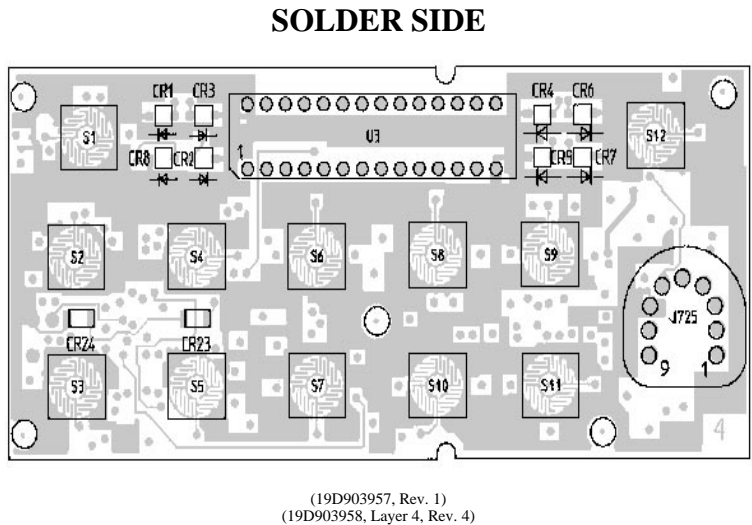 SOLDER SIDE
CR1 CR3 CR4 CR6
S1 U3 S12
CR8 CR2 1 CR9 CR7
S2 S4 S6 S8 S9
J725
CR24 CR23
9 1
S3 S5 S7 S10 S11
4
(19D903957, Rev. 1)
(19D903958, Layer 4, Rev. 4)